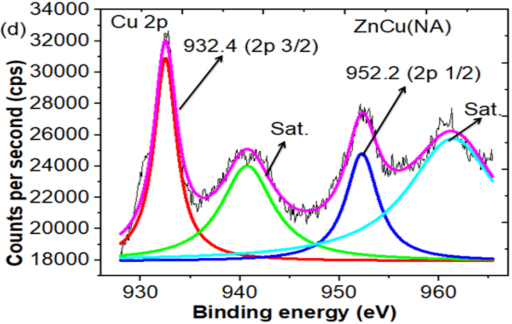 (d)
Cu 2p
ZnCu(NA)
932.4 (2p 3/2)
952.2 (2p 1/2)
Sat.
Sat.
34000
32000
30000
28000
26000
24000
22000
20000
18000
Counts per second (cps)
930
940
950
960
Binding energy (eV)